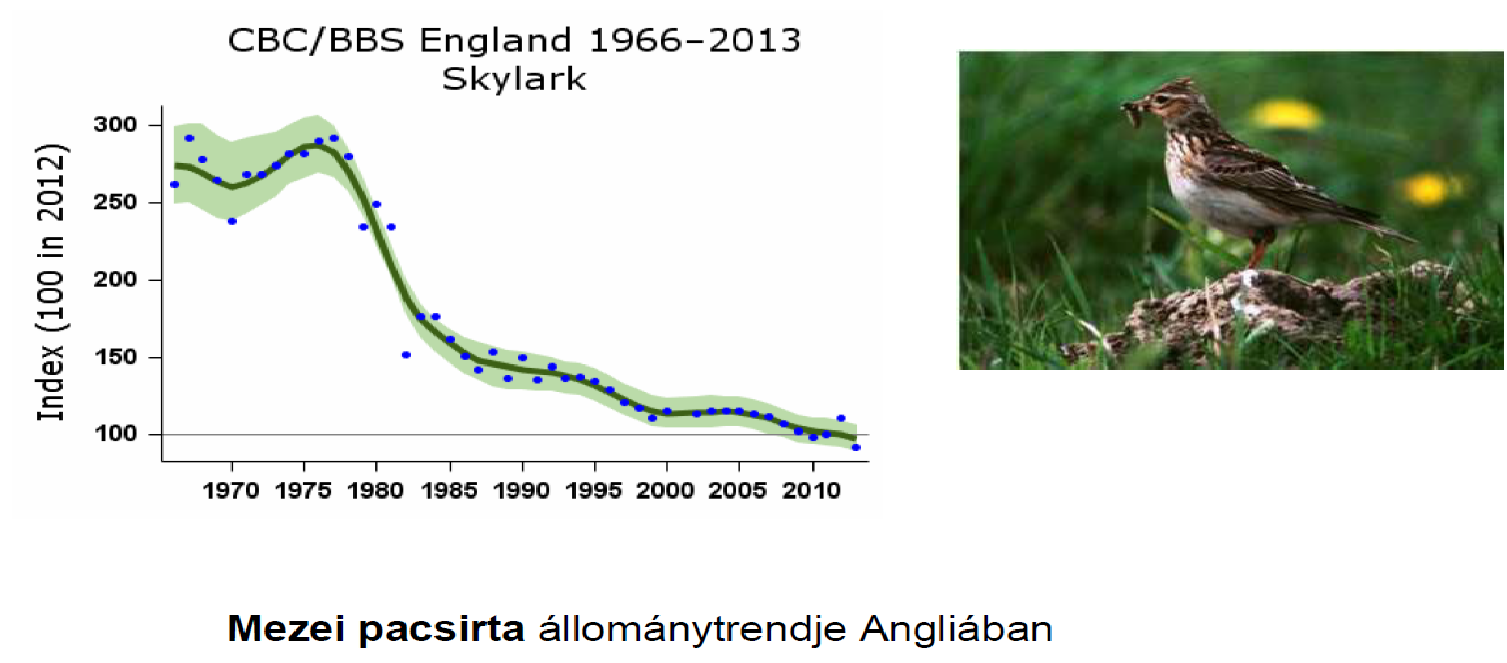 CBC/BBS England 1966–2013
Skylark
Index (100 in 2012)
300
250
200
150
100
1970 1975 1980 1985 1990 1995 2000 2005 2010
Mezei pacsirta állománytrendje Angliában